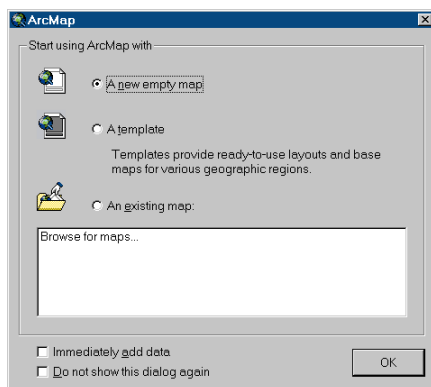 ArcMap
Start using ArcMap with
A new empty map
A template
Templates provide ready-to-use layouts and base
maps for various geographic regions.
An existing map:
Browse for maps...
Immediately add data
Do not show this dialog again
OK